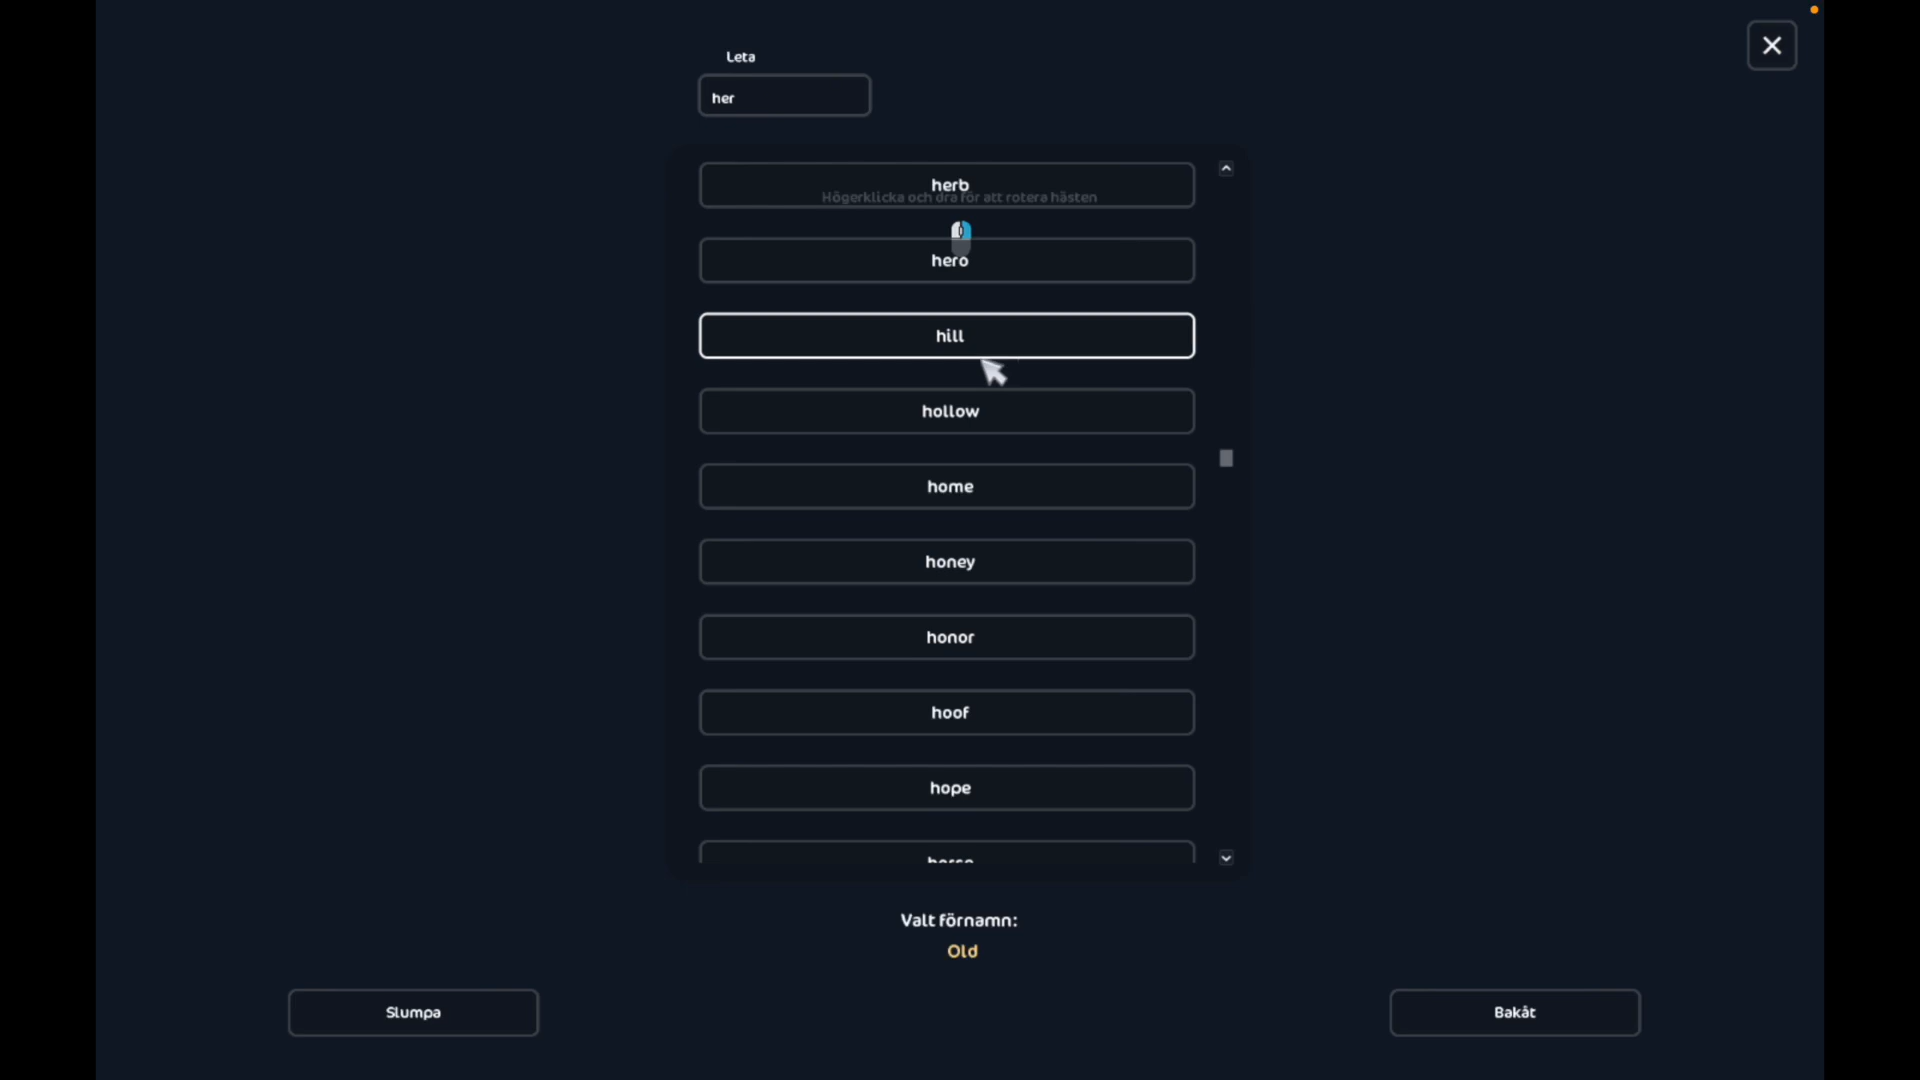 Leta
her
herb
Högerklicka och dra för att rotera hästen
hero
hill
hollow
home
honey
honor
hoof
hope
horse
Valt förnamn:
Old
Slumpa
Bakåt